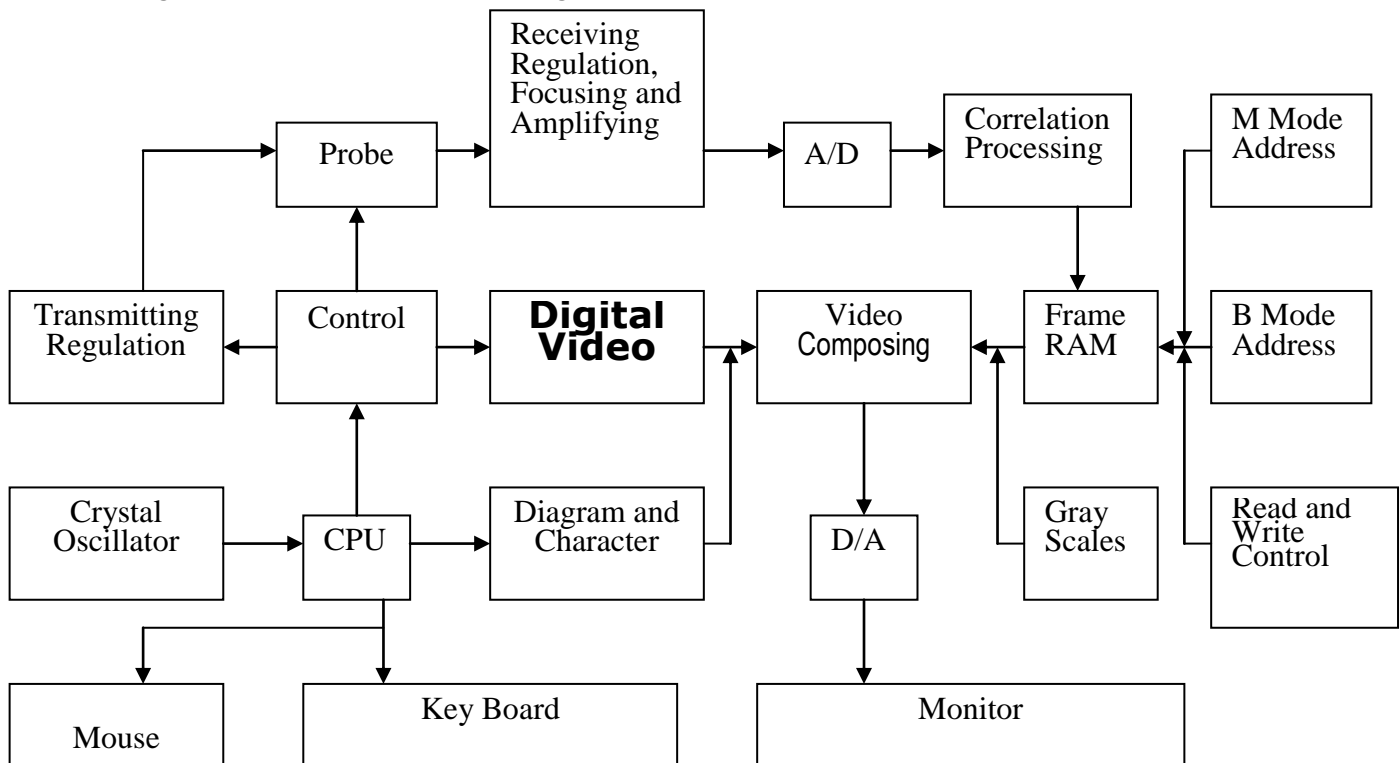 Receiving
Regulation,
Focusing and
Amplifying
Probe
A/D
Correlation
Processing
M Mode
Address
Transmitting
Regulation
Control
Digital
Video
Video
Composing
Frame
RAM
B Mode
Address
Crystal
Oscillator
CPU
Diagram and
Character
D/A
Gray
Scales
Read and
Write
Control
Mouse
Key Board
Monitor